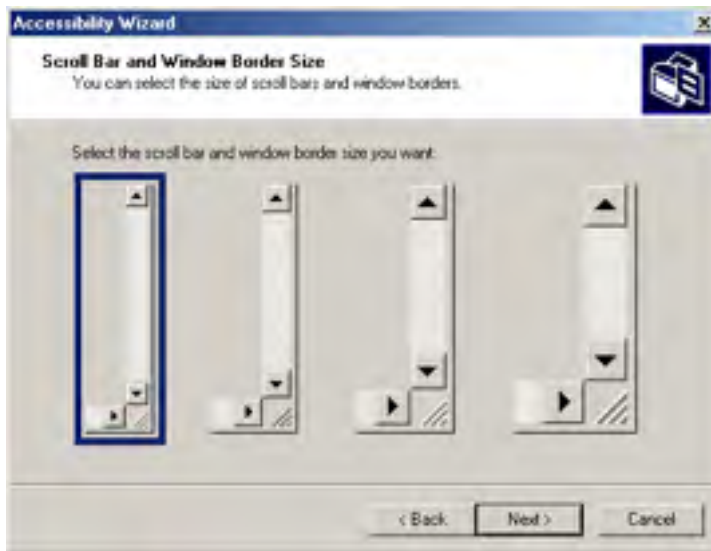 Accessibility Wizard
Scroll Bar and Window Border Size
You can select the size of scroll bars and window borders.
Select the scroll bar and window border size you want:
< Back
Next >
Cancel